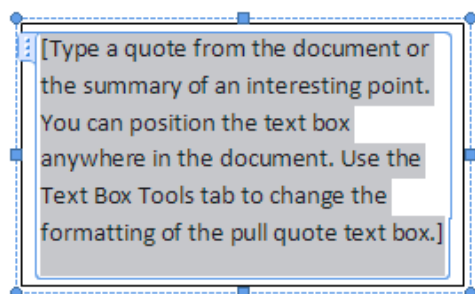 [Type a quote from the document or
the summary of an interesting point.
You can position the text box
anywhere in the document. Use the
Text Box Tools tab to change the
formatting of the pull quote text box.]